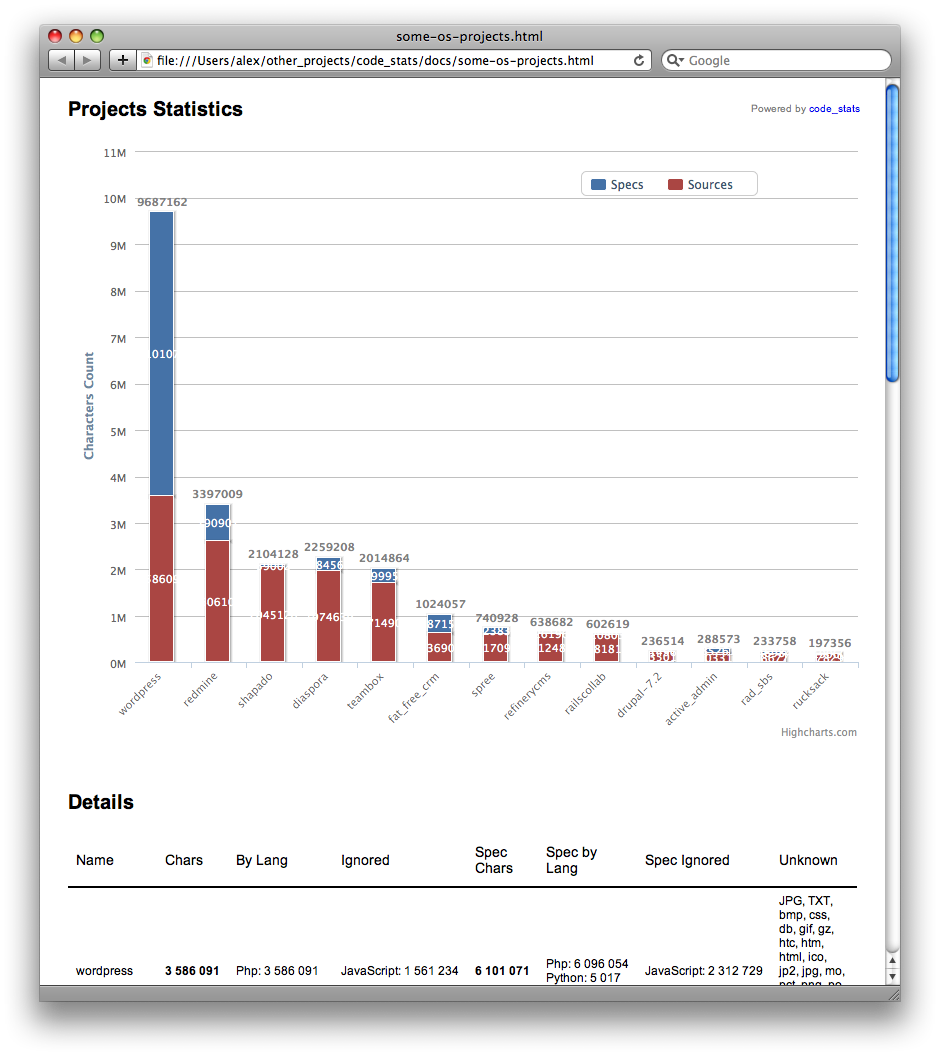 some-os-projects.html
file:///Users/alex/other_projects/code_stats/docs/some-os-projects.html
Google
Projects Statistics
Powered by code_stats
11M
10M
9M
8M
7M
6M
5M
4M
3M
2M
1M
0M
Characters Count
Specs
Sources
9687162
3397009
2104128
2259208
2014864
1024057
740928
638682
602619
236514
288573
233758
197356
wordpress
redmine
shapado
diaspora
teambox
fat_free_crm
spree
refinerycms
railscollab
drupal-7.2
active_admin
rad_sbs
rucksack
Highcharts.com
Details
Name Chars By Lang Ignored Spec Chars Spec by Lang Spec Ignored Unknown
wordpress 3 586 091 Php: 3 586 091 JavaScript: 1 561 234 6 101 071 Php: 6 096 054 Python: 5 017 JavaScript: 2 312 729
JPG, TXT,
bmp, css,
db, gif, gz,
htc, htm,
html, ico,
jp2, jpg, mo,